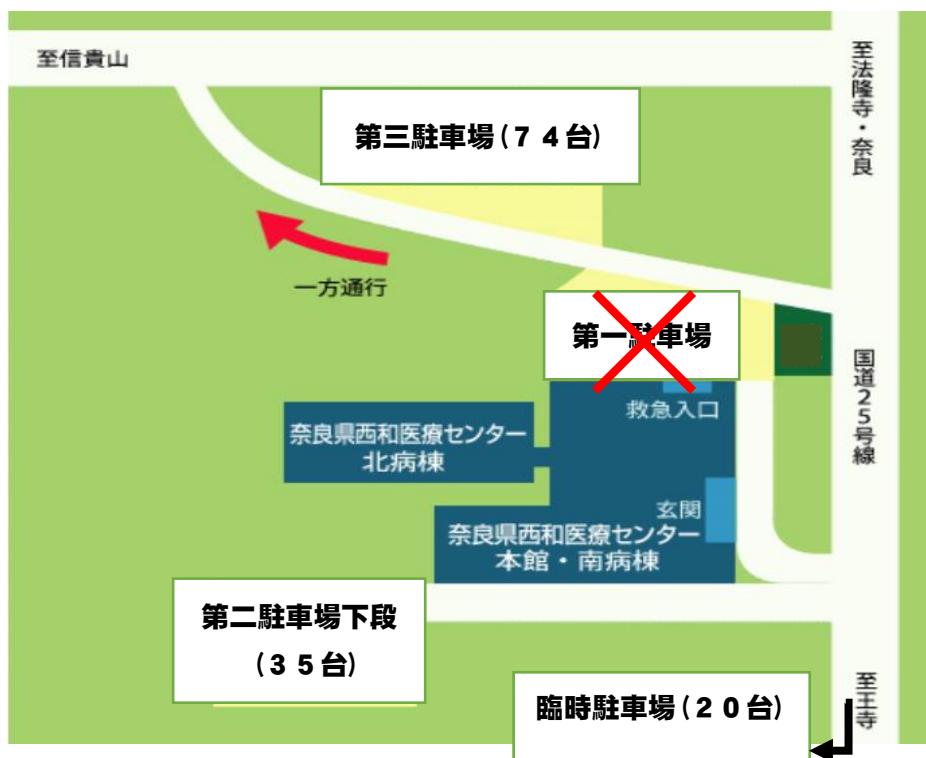 至信貴山
至法隆寺・奈良
第三駐車場(７４台)
一方通行
第一駐車場
救急入口
国道25号線
奈良県西和医療センター
北病棟
玄関
奈良県西和医療センター
本館・南病棟
第二駐車場下段
(３５台)
臨時駐車場(２０台)
至王寺